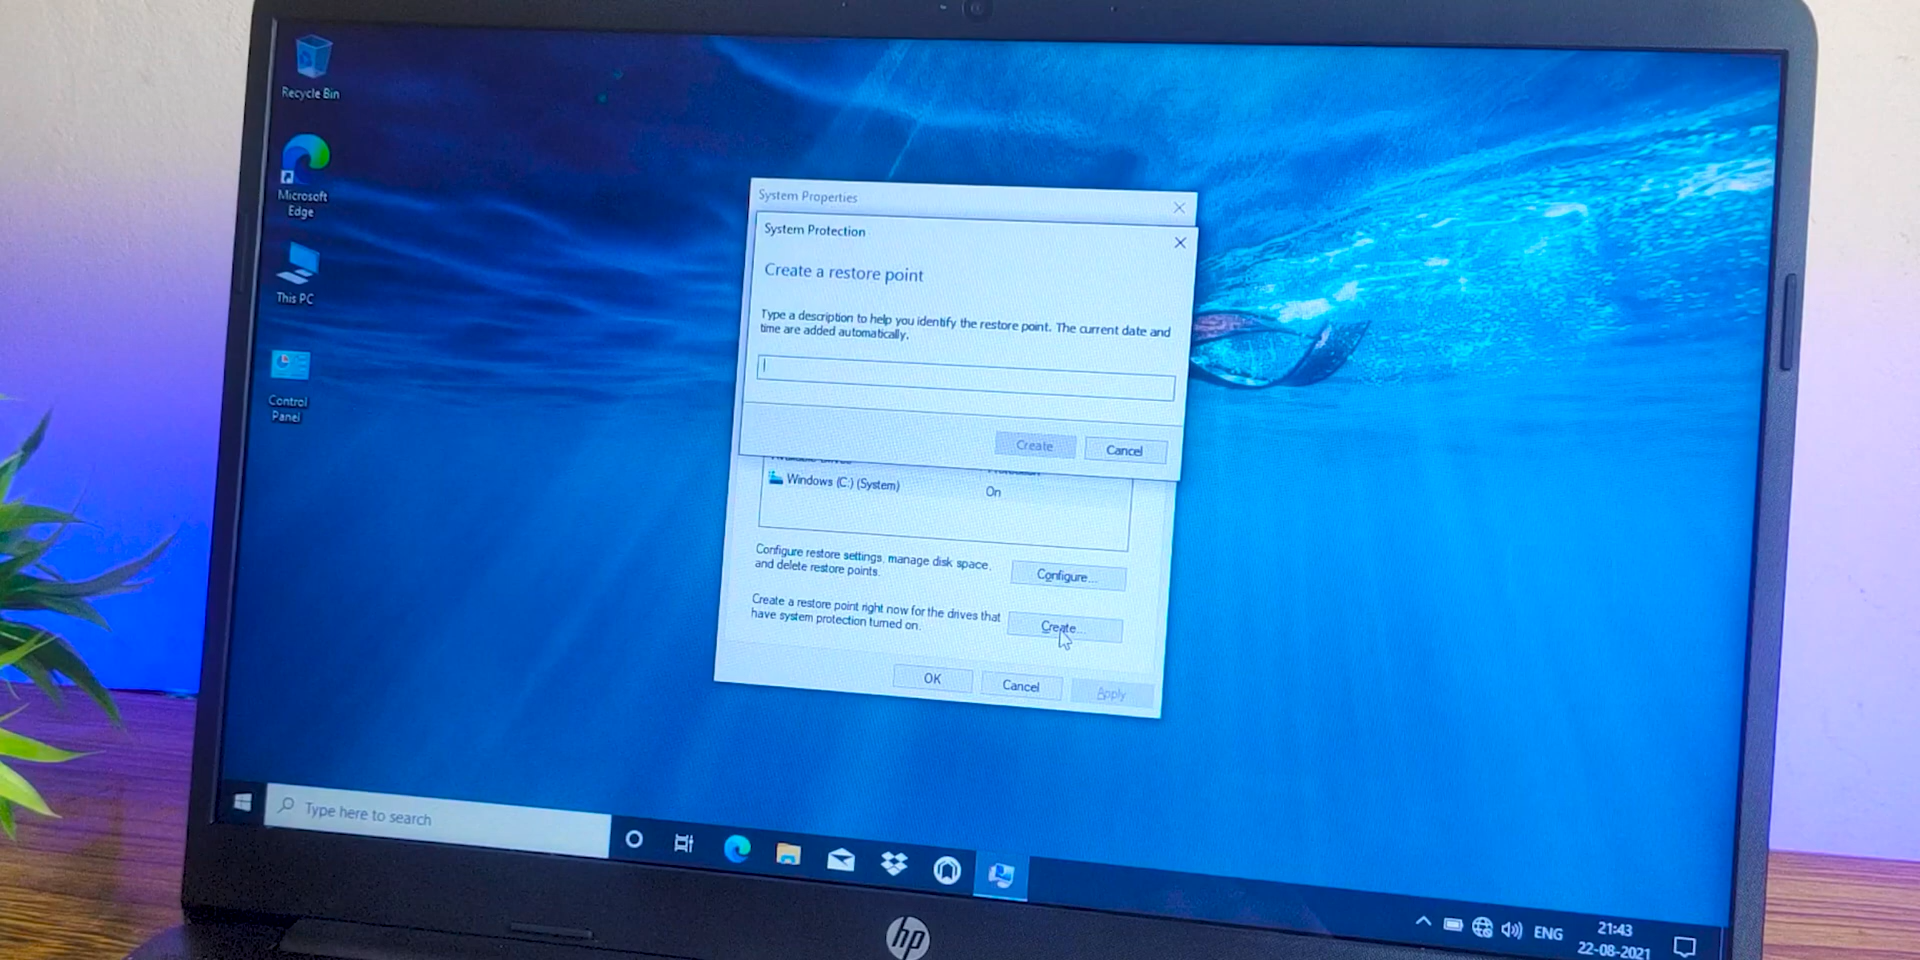 Recycle Bin
Microsoft
Edge
This PC
Control
Panel
System Properties
System Protection
Create a restore point
Type a description to help you identify the restore point. The current date and
time are added automatically.
Create
Cancel
Windows (C:) (System)
On
Configure restore settings, manage disk space,
and delete restore points.
Configure...
Create a restore point right now for the drives that
have system protection turned on.
Create...
OK
Cancel
Apply
Type here to search
ENG
21:43
22-08-2021
hp